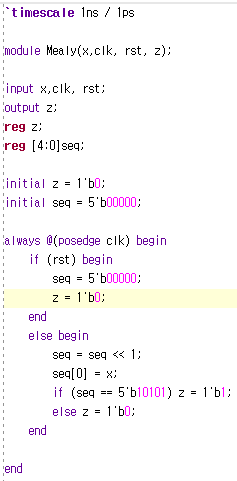 `timescale 1ns / 1ps
module Mealy(x,clk, rst, z);
input x,clk, rst;
output z;
reg z;
reg [4:0]seq;
initial z = 1'b0;
initial seq = 5'b00000;
always @(posedge clk) begin
if (rst) begin
seq = 5'b00000;
z = 1'b0;
end
else begin
seq = seq << 1;
seq[0] = x;
if (seq == 5'b10101) z = 1'b1;
else z = 1'b0;
end
end